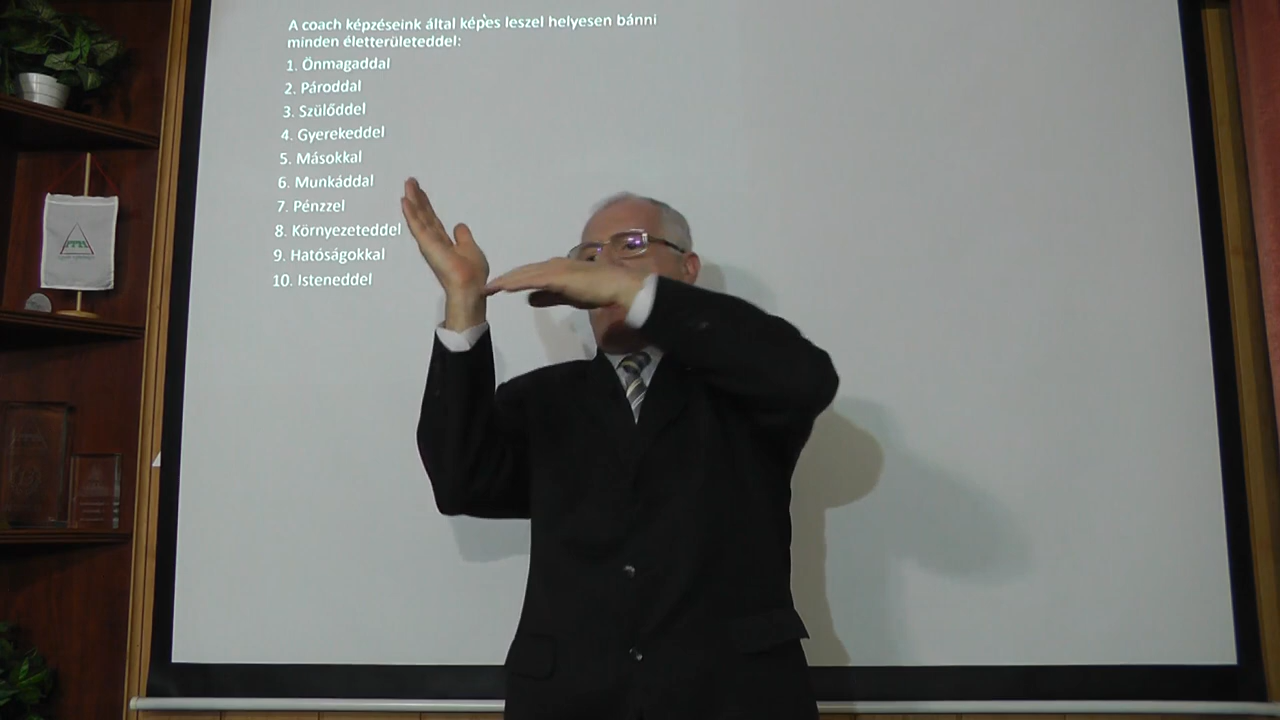 A coach képzéseink által képes leszel helyesen bánni
minden életterületeddel:
1. Önmagaddal
2. Pároddal
3. Szülőddel
4. Gyerekeddel
5. Másokkal
6. Munkáddal
7. Pénzzel
8. Környezeteddel
9. Hatóságokkal
10. Isteneddel